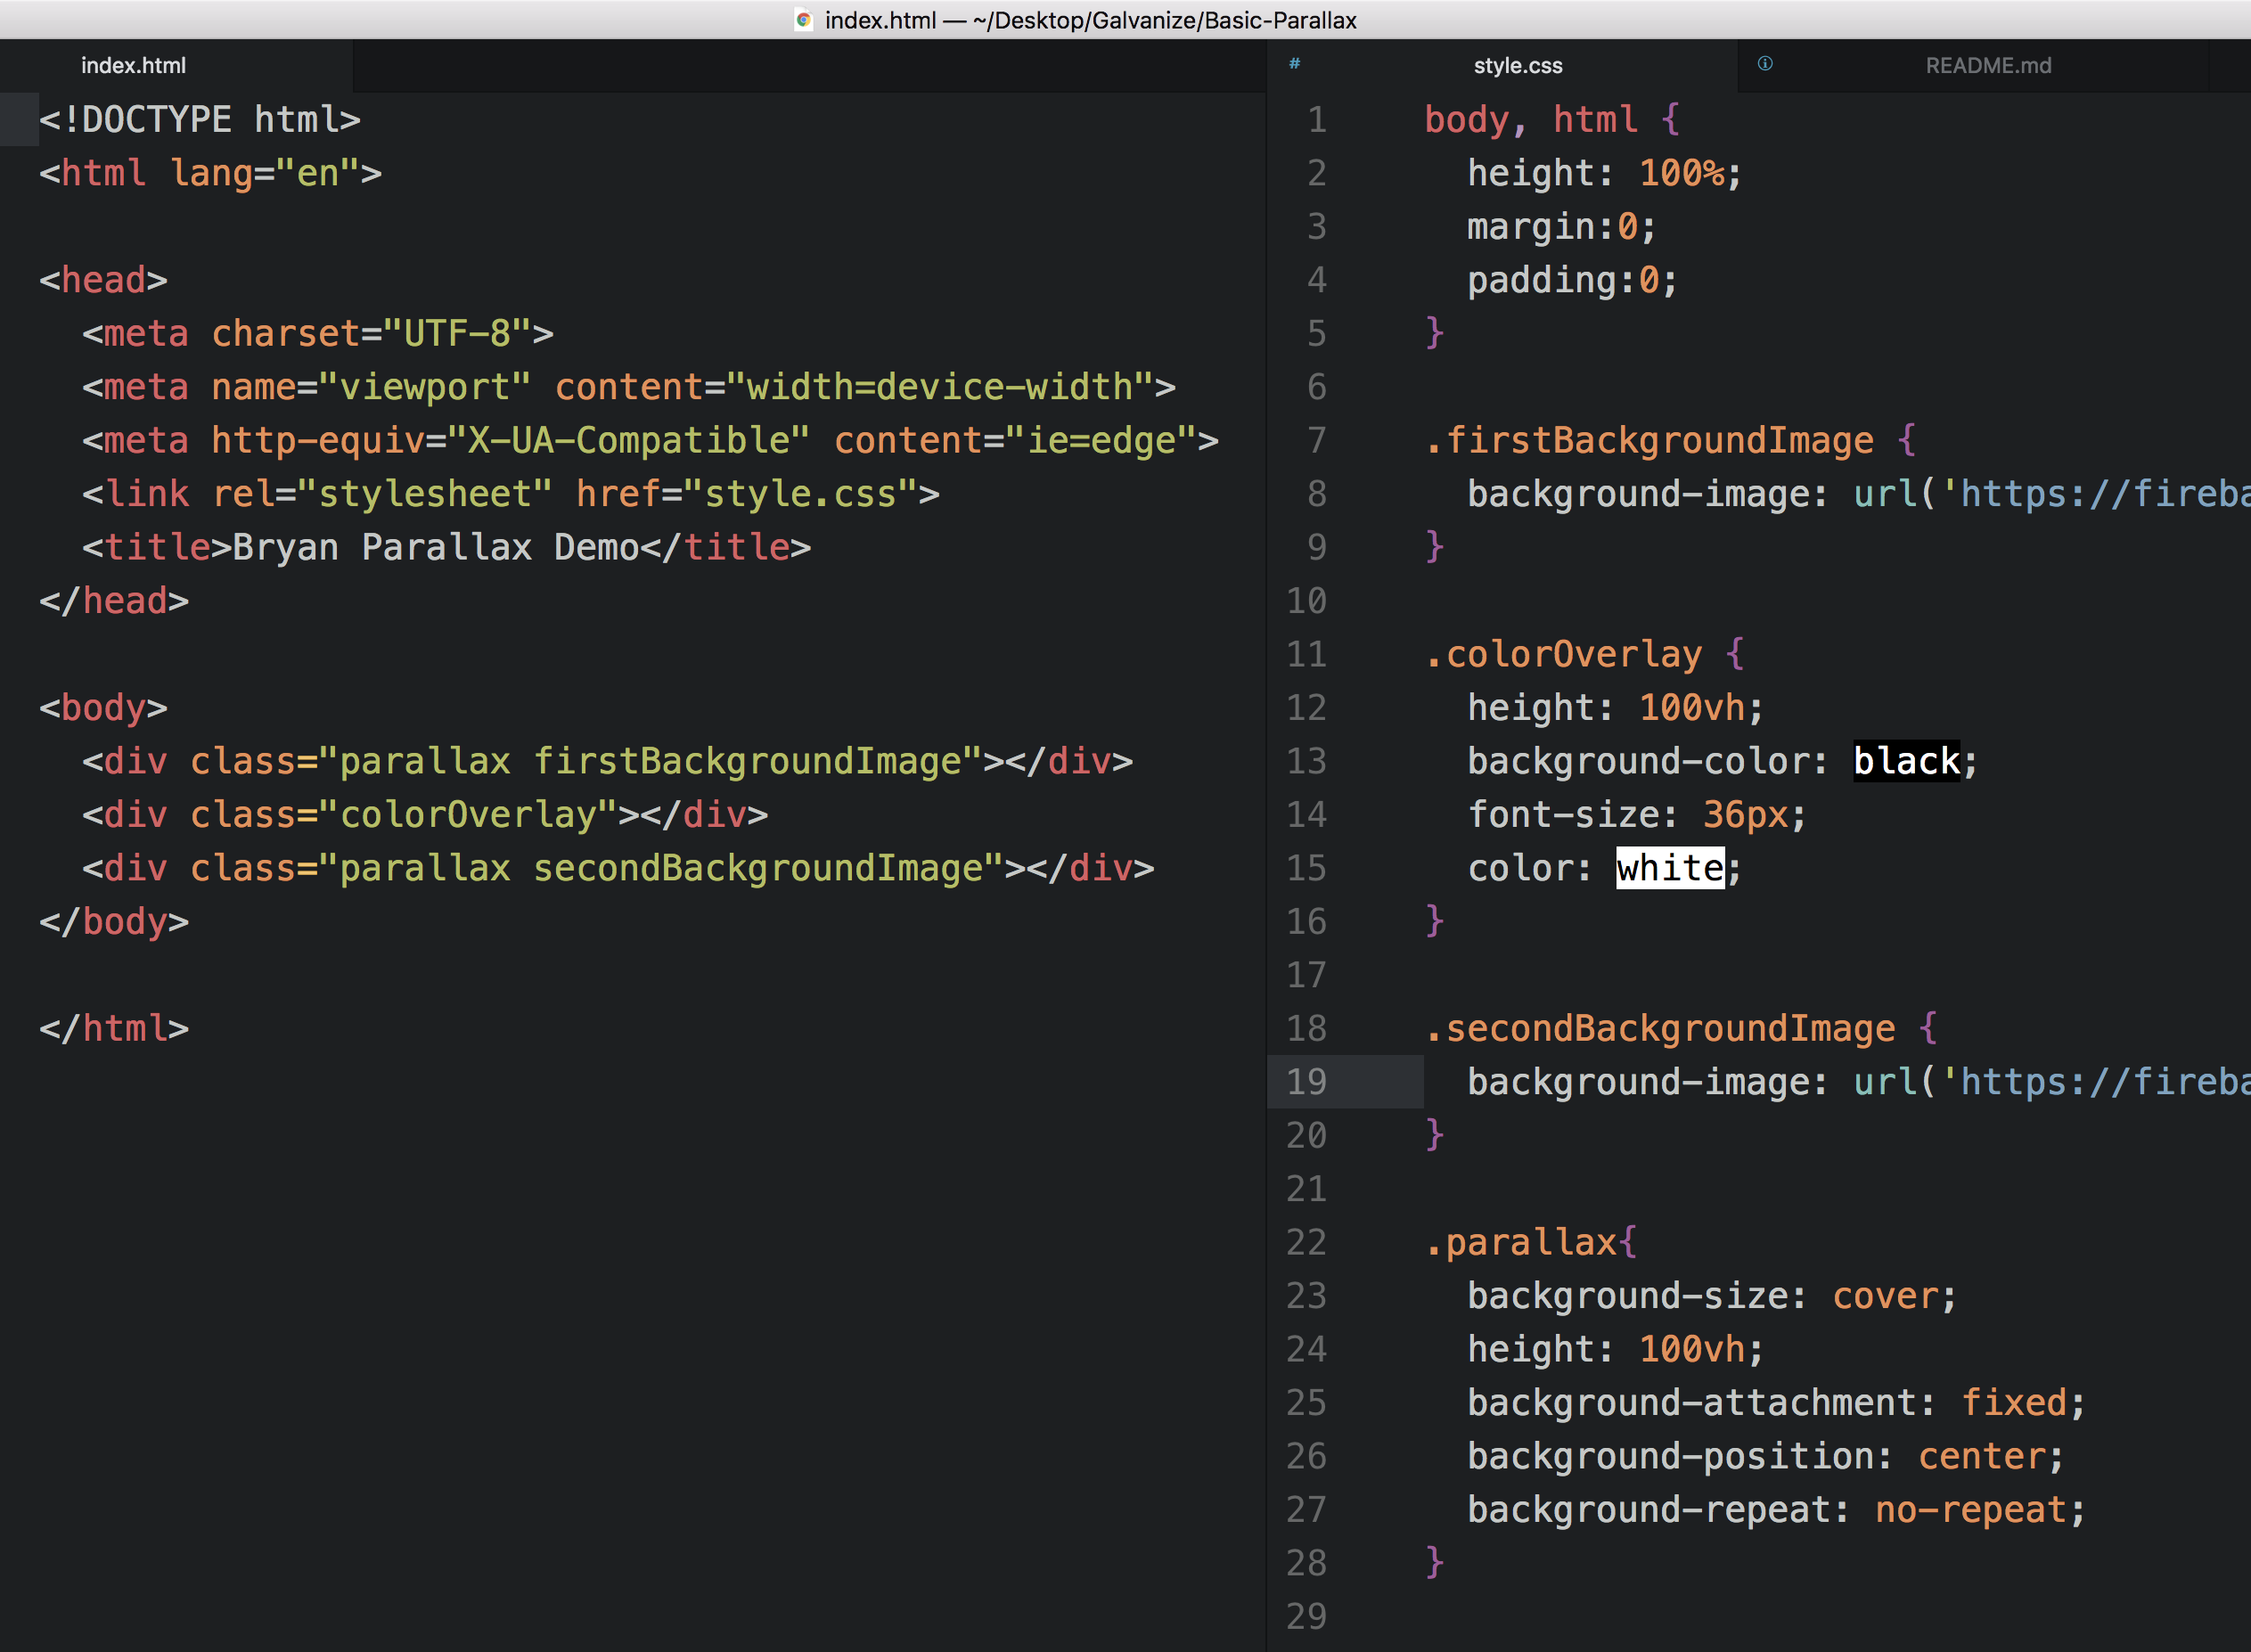 index.html — ~/Desktop/Galvanize/Basic-Parallax
index.html
<!DOCTYPE html>
<html lang="en">
<head>
  <meta charset="UTF-8">
  <meta name="viewport" content="width=device-width">
  <meta http-equiv="X-UA-Compatible" content="ie=edge">
  <link rel="stylesheet" href="style.css">
  <title>Bryan Parallax Demo</title>
</head>
<body>
  <div class="parallax firstBackgroundImage"></div>
  <div class="colorOverlay"></div>
  <div class="parallax secondBackgroundImage"></div>
</body>
</html>
# style.css
README.md
1 body, html {
2   height: 100%;
3   margin:0;
4   padding:0;
5 }
6
7 .firstBackgroundImage {
8   background-image: url('https://fireba
9 }
10
11 .colorOverlay {
12   height: 100vh;
13   background-color: black;
14   font-size: 36px;
15   color: white;
16 }
17
18 .secondBackgroundImage {
19   background-image: url('https://fireba
20 }
21
22 .parallax{
23   background-size: cover;
24   height: 100vh;
25   background-attachment: fixed;
26   background-position: center;
27   background-repeat: no-repeat;
28 }
29